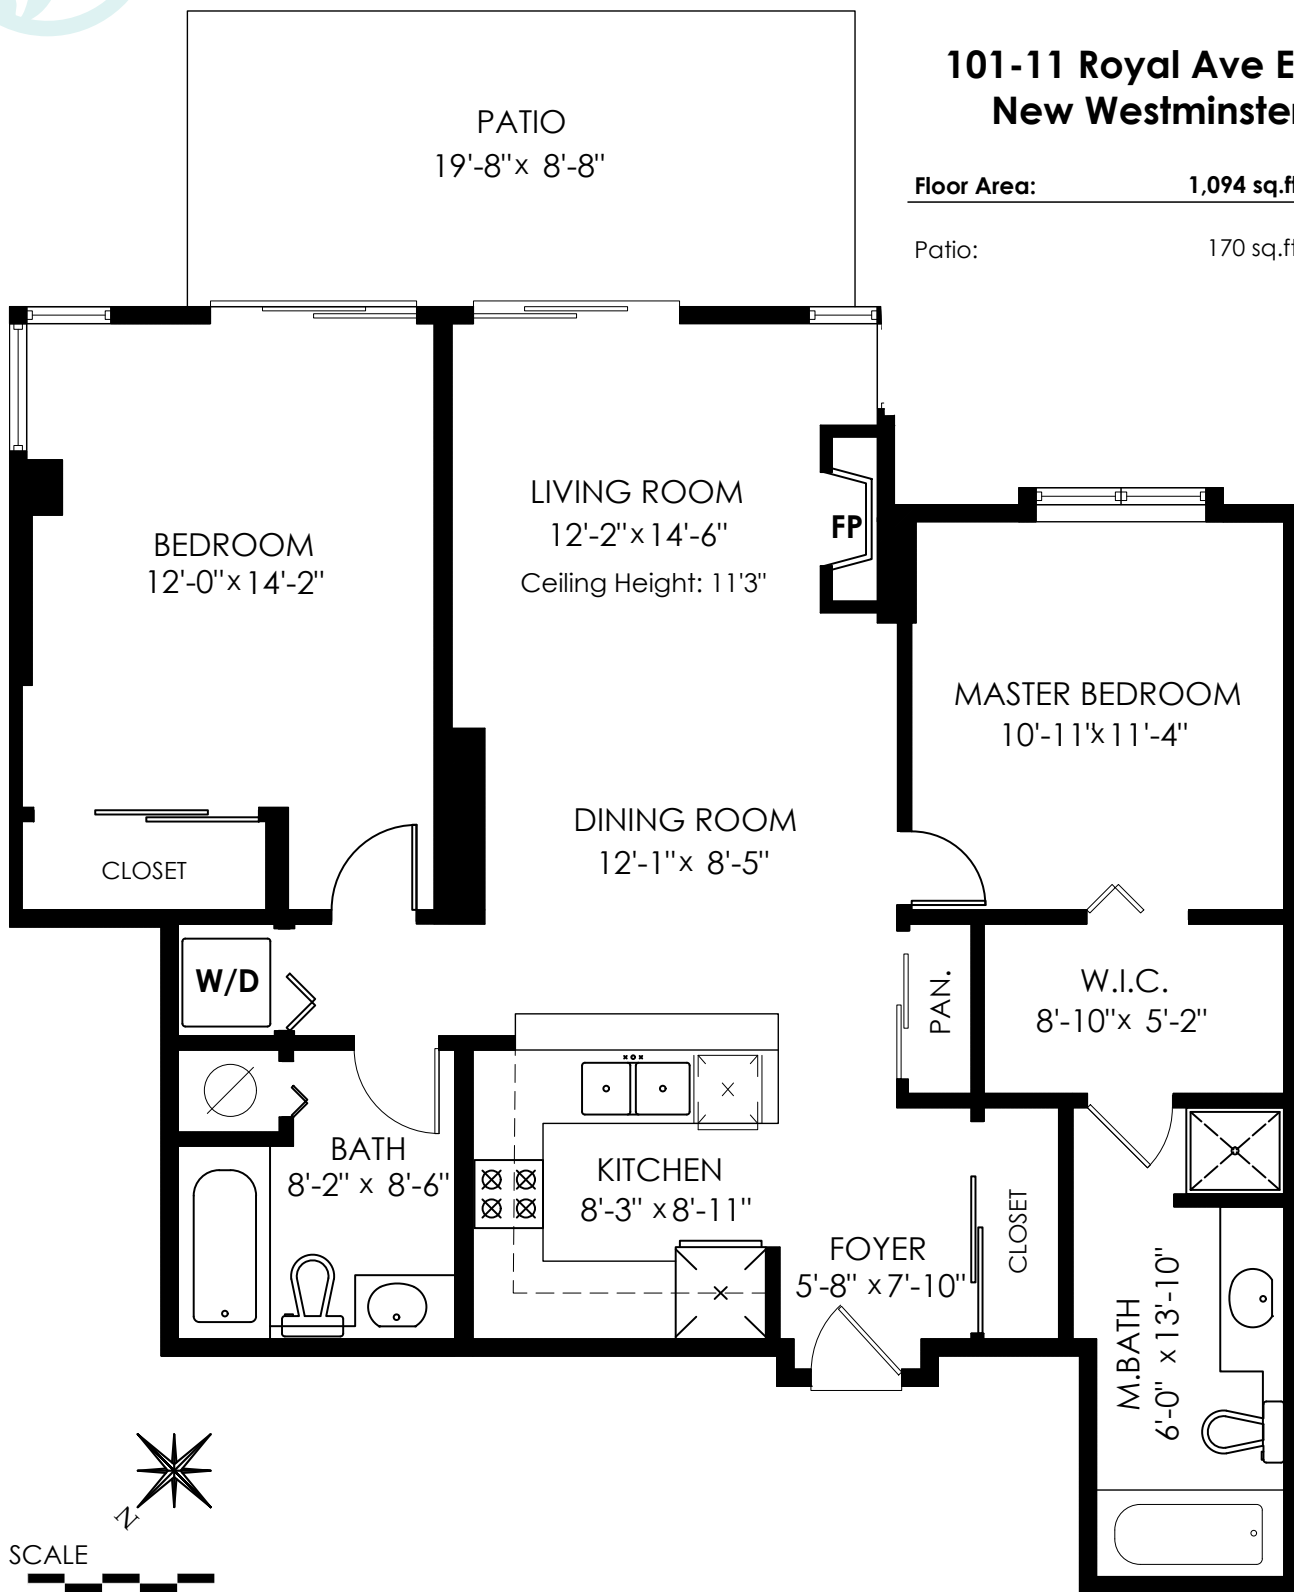 101-11 Royal Ave E
New Westminster
Floor Area: 1,094 sq.ft
Patio: 170 sq.ft
PATIO
19'-8" x 8'-8"
LIVING ROOM
12'-2" x 14'-6"
Ceiling Height: 11'3"
FP
BEDROOM
12'-0" x 14'-2"
MASTER BEDROOM
10'-11" x 11'-4"
DINING ROOM
12'-1" x 8'-5"
CLOSET
W/D
PAN.
W.I.C.
8'-10" x 5'-2"
BATH
8'-2" x 8'-6"
KITCHEN
8'-3" x 8'-11"
FOYER
5'-8" x 7'-10"
CLOSET
M.BATH
6'-0" x 13'-10"
N
SCALE